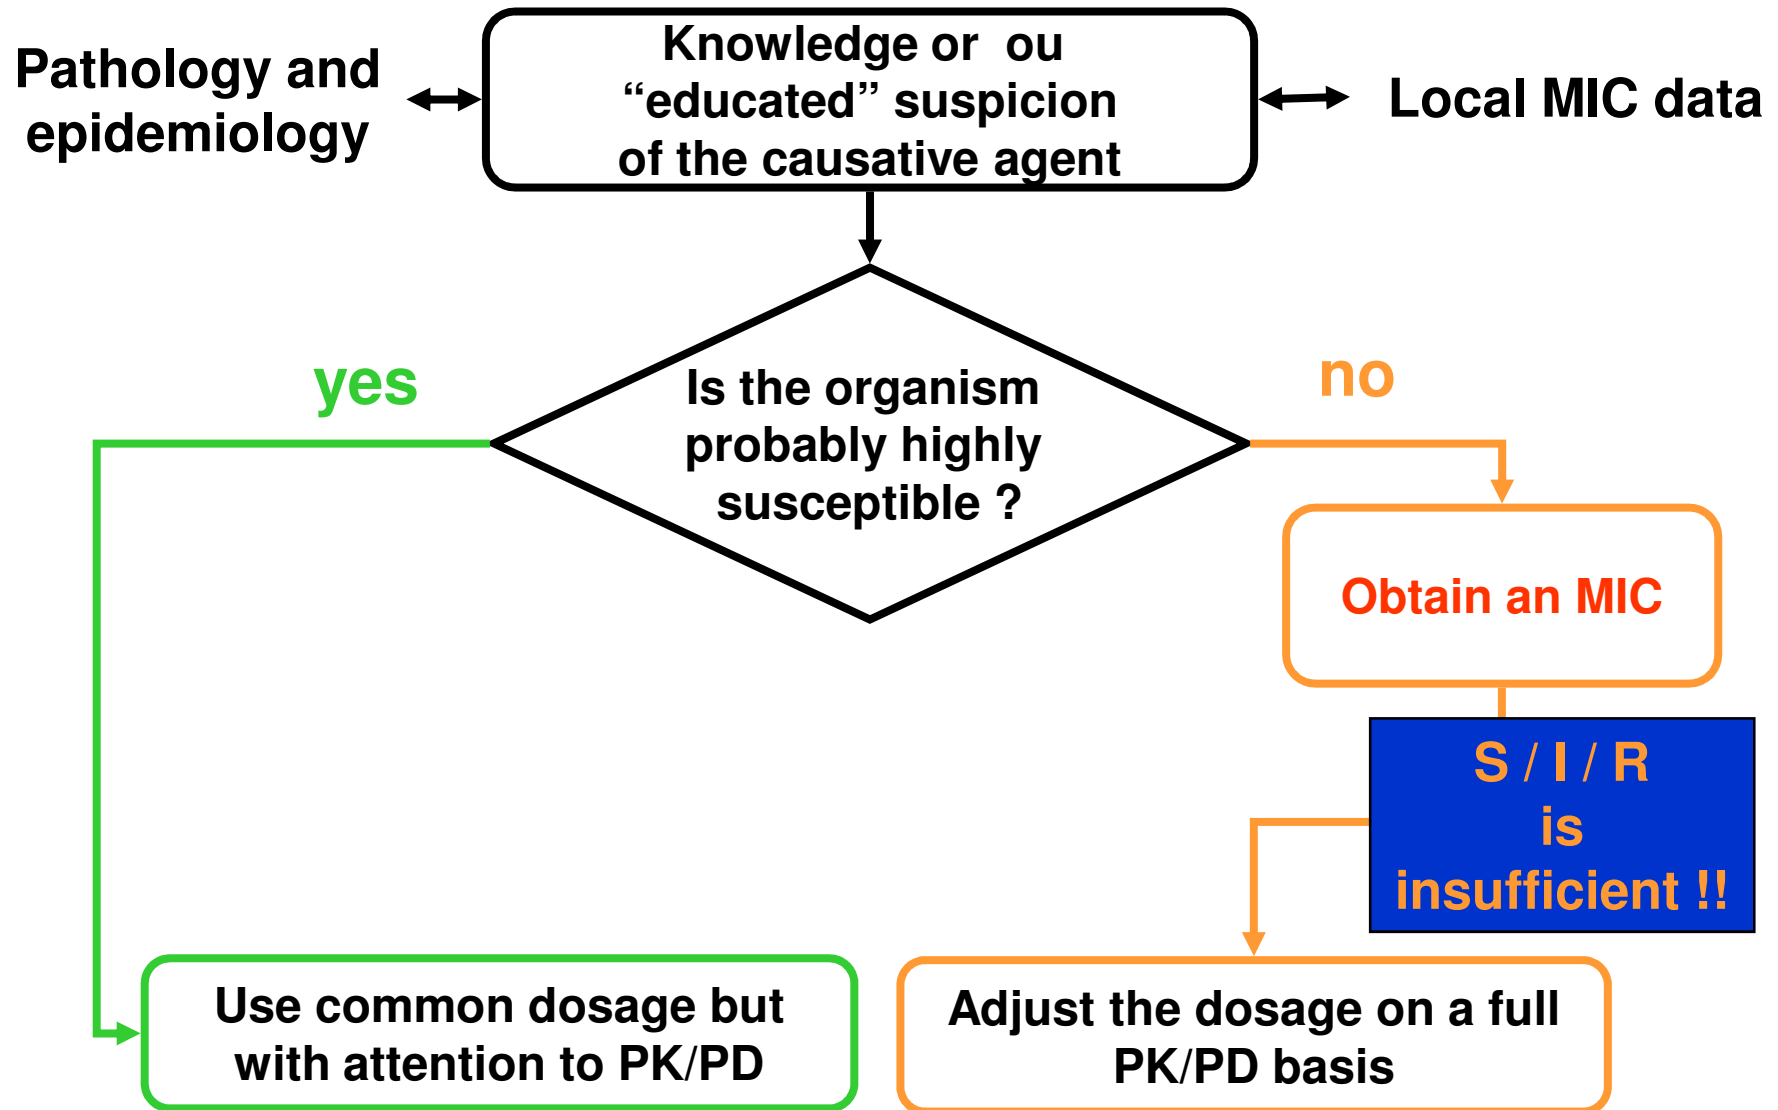 Pathology and
epidemiology
Knowledge or ou
“educated” suspicion
of the causative agent
Local MIC data
yes
Is the organism
probably highly
susceptible ?
no
Obtain an MIC
S / I / R
is
insufficient !!
Use common dosage but
with attention to PK/PD
Adjust the dosage on a full
PK/PD basis